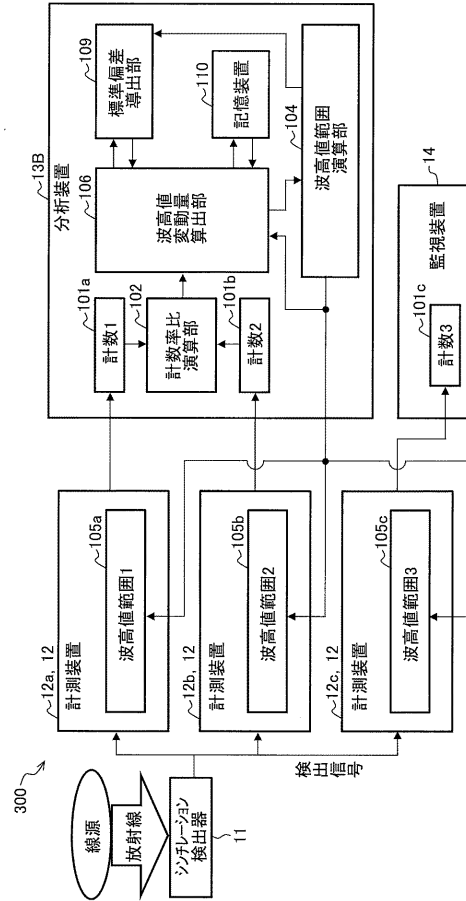 300
線源
放射線
シンチレーション
検出器
11
検出信号
12a, 12
計測装置
105a
波高値範囲1
12b, 12
計測装置
105b
波高値範囲2
12c, 12
計測装置
105c
波高値範囲3
13B
分析装置
101a
計数1
102
計数率比
演算部
101b
計数2
106
波高値
変動量
算出部
109
標準偏差
導出部
110
記憶装置
104
波高値範囲
演算部
14
監視装置
101c
計数3